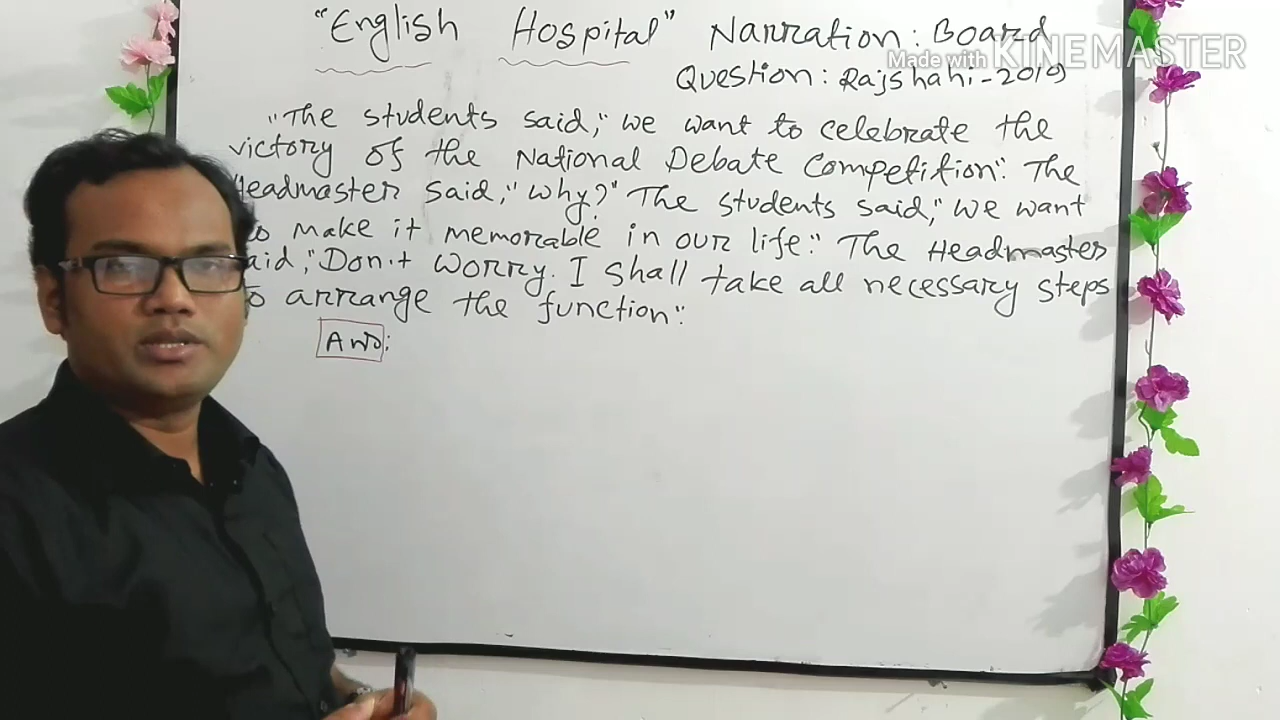 "English Hospital" Narration: Board
Made with KINEMASTER
Question: Rajshahi-2019
"The students said, "we want to celebrate the
victory of the National Debate Competition." The
Headmaster said, "Why?" The students said, "We want
to make it memorable in our life." The Headmaster
said, "Don't worry. I shall take all necessary steps
to arrange the function."
Ans: